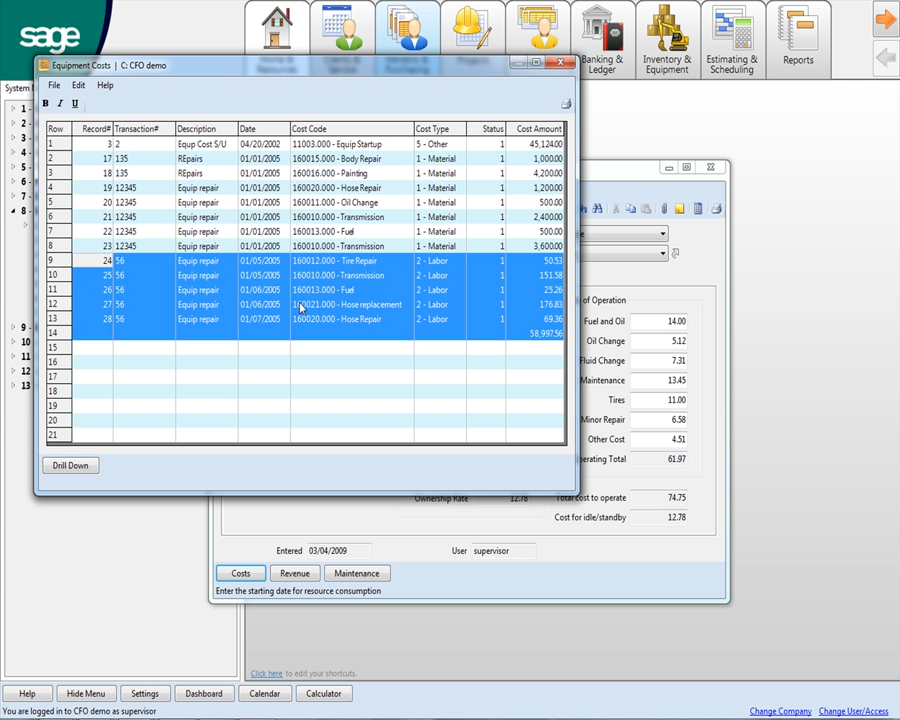 sage
Banking & Ledger
Inventory & Equipment
Estimating & Scheduling
Reports
Equipment Costs | C: CFO demo
File Edit Help
B I U
Row Record# Transaction# Description Date Cost Code Cost Type Status Cost Amount
1 3 2 Equp Cost S/U 04/20/2002 11003.000 - Equip Startup 5 - Other 1 45,124.00
2 17 135 REpairs 01/01/2005 160015.000 - Body Repair 1 - Material 1 1,000.00
3 18 135 REpairs 01/01/2005 160016.000 - Painting 1 - Material 1 4,200.00
4 19 12345 Equip repair 01/01/2005 160020.000 - Hose Repair 1 - Material 1 1,200.00
5 20 12345 Equip repair 01/01/2005 160011.000 - Oil Change 1 - Material 1 500.00
6 21 12345 Equip repair 01/01/2005 160010.000 - Transmission 1 - Material 1 2,400.00
7 22 12345 Equip repair 01/01/2005 160013.000 - Fuel 1 - Material 1 500.00
8 23 12345 Equip repair 01/01/2005 160010.000 - Transmission 1 - Material 1 3,600.00
9 24 56 Equip repair 01/05/2005 160012.000 - Tire Repair 2 - Labor 1 50.53
10 25 56 Equip repair 01/05/2005 160010.000 - Transmission 2 - Labor 1 151.58
11 26 56 Equip repair 01/06/2005 160013.000 - Fuel 2 - Labor 1 25.26
12 27 56 Equip repair 01/06/2005 160021.000 - Hose replacement 2 - Labor 1 176.83
13 28 56 Equip repair 01/07/2005 160020.000 - Hose Repair 2 - Labor 1 69.36
14 58,997.56
15
16
17
18
19
20
21
Drill Down
System
1 -
2 -
3 -
4 -
5 -
6 -
7 -
8 -
9 -
10
11
12
13
of Operation
Fuel and Oil 14.00
Oil Change 5.12
Fluid Change 7.31
Maintenance 13.45
Tires 11.00
Minor Repair 6.58
Other Cost 4.51
perating Total 61.97
Ownership Rate 12.78 Total cost to operate 74.75
Cost for idle/standby 12.78
Entered 03/04/2009 User supervisor
Costs Revenue Maintenance
Enter the starting date for resource consumption
Click here to edit your shortcuts.
Help Hide Menu Settings Dashboard Calendar Calculator
You are logged in to CFO demo as supervisor Change Company Change User/Access